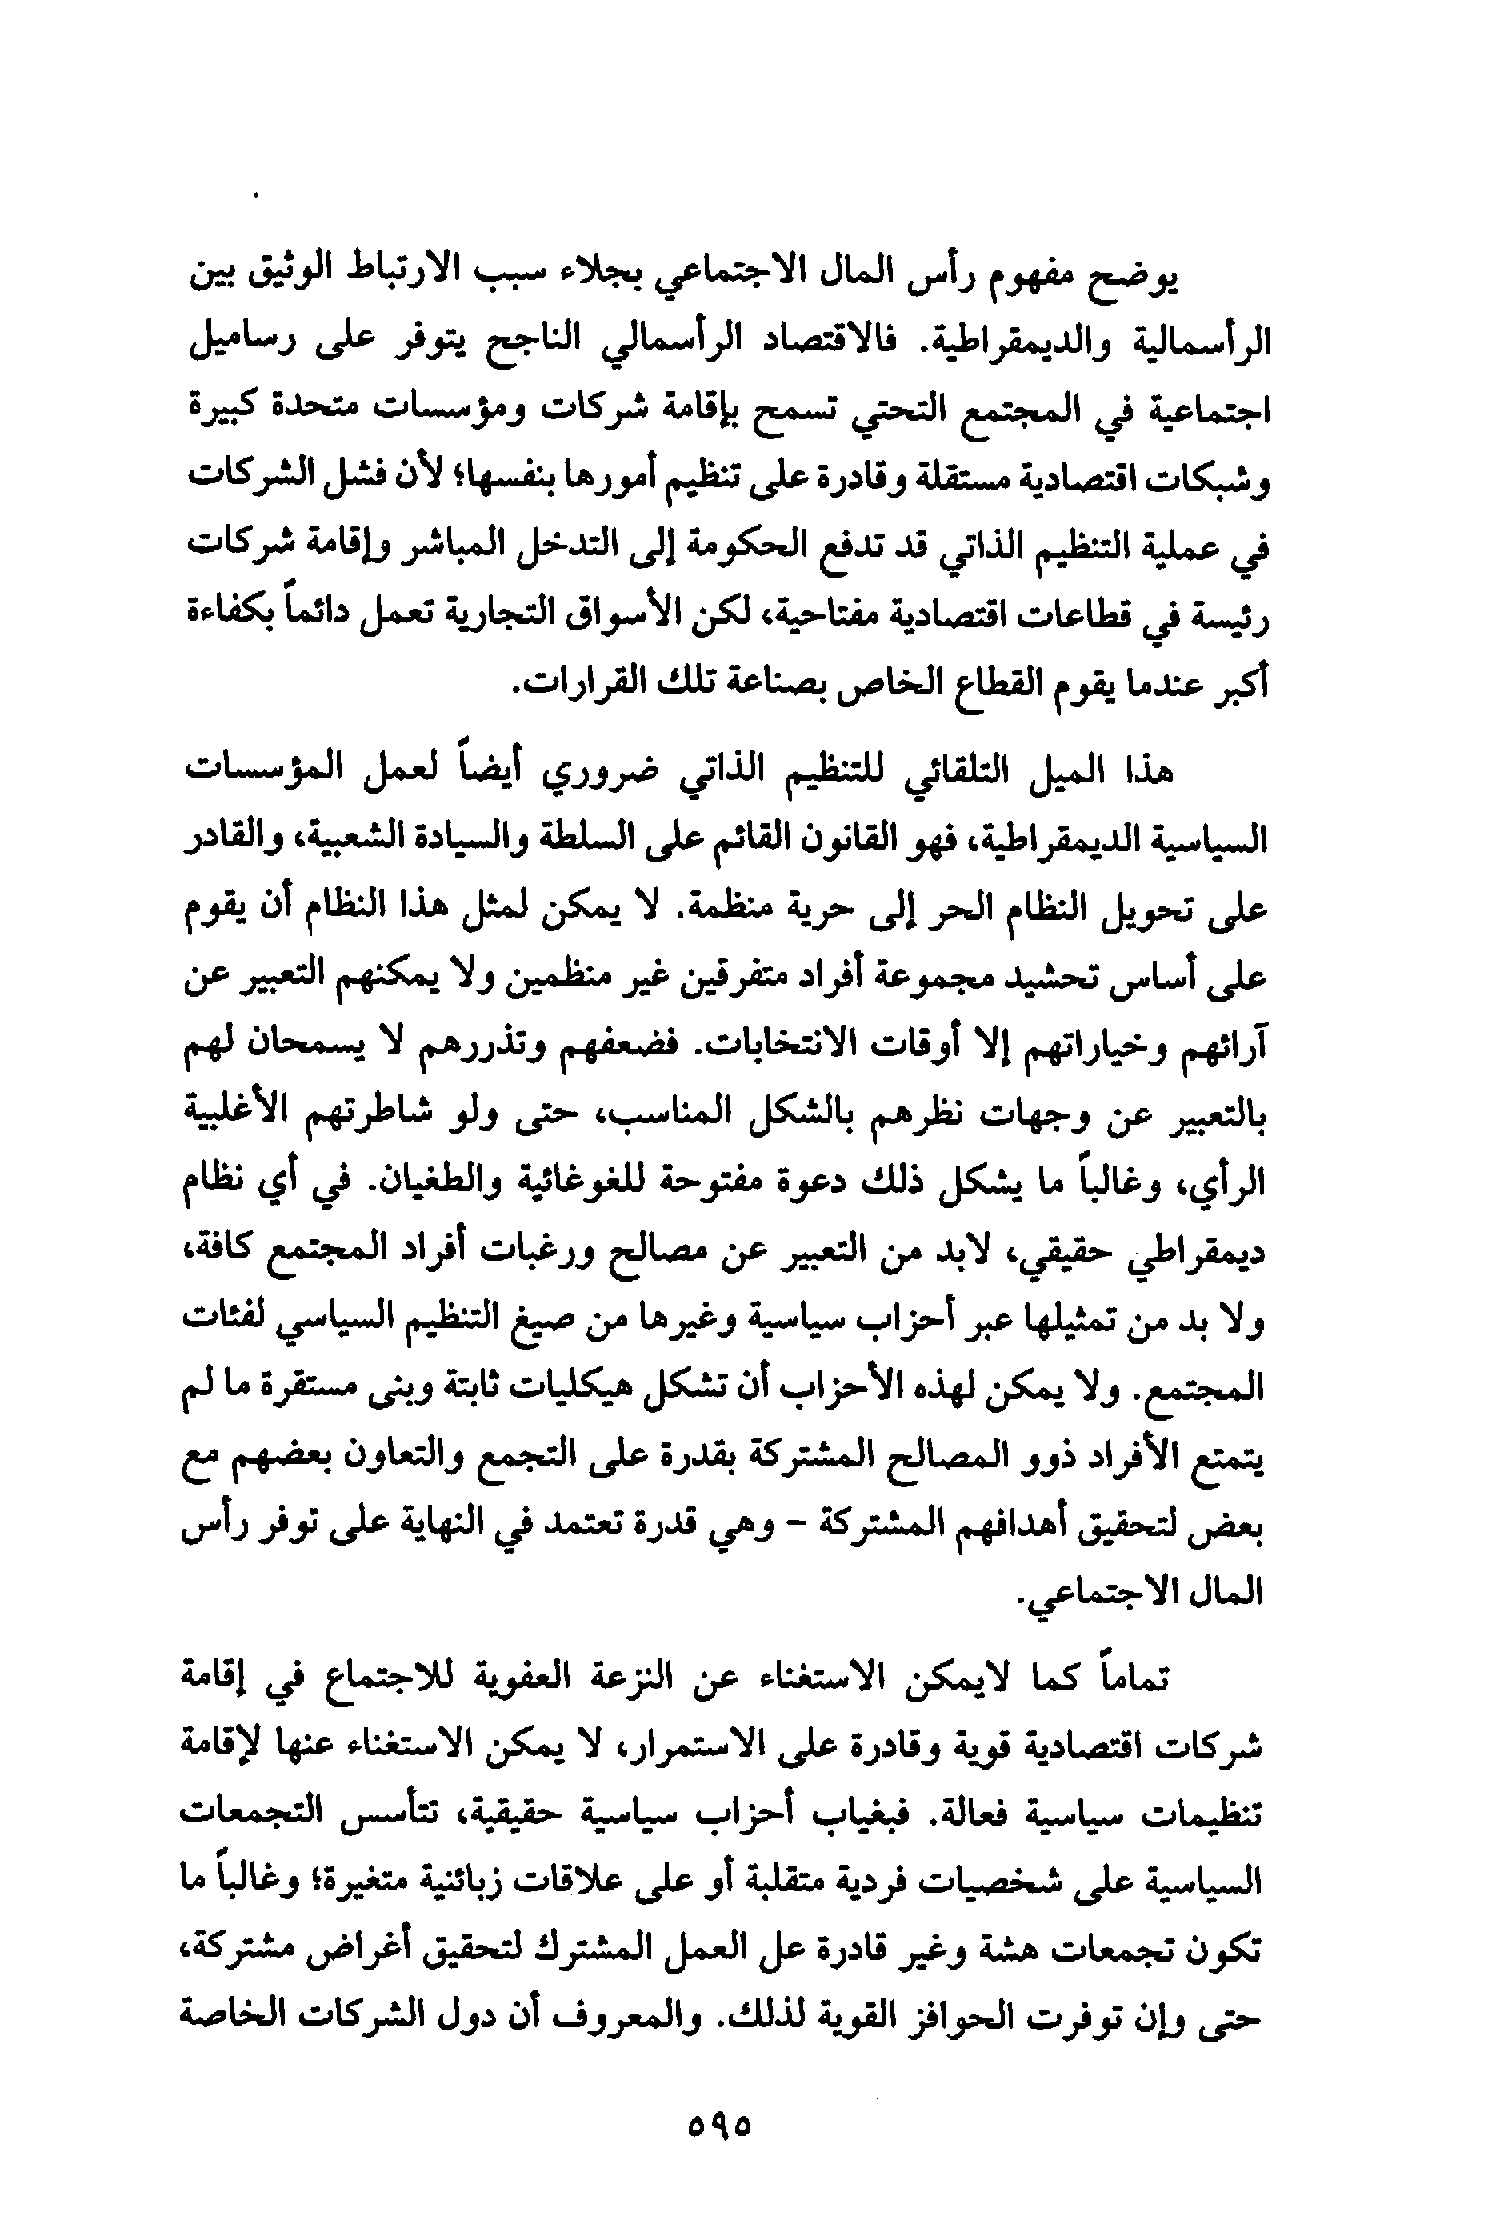 يوضح مفهوم رأس المال الاجتماعي بجلاء سبب الارتباط الوثيق بين
الرأسمالية والديمقراطية. فالاقتصاد الرأسمالي الناجح يتوفر على رساميل
اجتماعية في المجتمع التحتي تسمح بإقامة شركات ومؤسسات متحدة كبيرة
وشبكات اقتصادية مستقلة وقادرة على تنظيم أمورها بنفسها؛ لأن فشل الشركات
في عملية التنظيم الذاتي قد تدفع الحكومة إلى التدخل المباشر وإقامة شركات
رئيسة في قطاعات اقتصادية مفتاحية، لكن الأسواق التجارية تعمل دائماً بكفاءة
أكبر عندما يقوم القطاع الخاص بصناعة تلك القرارات.
هذا الميل التلقائي للتنظيم الذاتي ضروري أيضاً لعمل المؤسسات
السياسية الديمقراطية، فهو القانون القائم على السلطة والسيادة الشعبية، والقادر
على تحويل النظام الحر إلى حرية منظمة. لا يمكن لمثل هذا النظام أن يقوم
على أساس تحشيد مجموعة أفراد متفرقين غير منظمين ولا يمكنهم التعبير عن
آرائهم وخياراتهم إلا أوقات الانتخابات. فضعفهم وتذررهم لا يسمحان لهم
بالتعبير عن وجهات نظرهم بالشكل المناسب، حتى ولو شاطرتهم الأغلبية
الرأي، وغالباً ما يشكل ذلك دعوة مفتوحة للغوغائية والطغيان. في أي نظام
ديمقراطي حقيقي، لابد من التعبير عن مصالح ورغبات أفراد المجتمع كافة،
ولا بد من تمثيلها عبر أحزاب سياسية وغيرها من صيغ التنظيم السياسي لفئات
المجتمع. ولا يمكن لهذه الأحزاب أن تشكل هيكليات ثابتة وبنى مستقرة ما لم
يتمتع الأفراد ذوو المصالح المشتركة بقدرة على التجمع والتعاون بعضهم مع
بعض لتحقيق أهدافهم المشتركة - وهي قدرة تعتمد في النهاية على توفر رأس
المال الاجتماعي.
تماماً كما لايمكن الاستغناء عن النزعة العفوية للاجتماع في إقامة
شركات اقتصادية قوية وقادرة على الاستمرار، لا يمكن الاستغناء عنها لإقامة
تنظيمات سياسية فعالة. فبغياب أحزاب سياسية حقيقية، تتأسس التجمعات
السياسية على شخصيات فردية متقلبة أو على علاقات زبائنية متغيرة؛ وغالباً ما
تكون تجمعات هشة وغير قادرة عل العمل المشترك لتحقيق أغراض مشتركة،
حتى وإن توفرت الحوافز القوية لذلك. والمعروف أن دول الشركات الخاصة
٥٩٥